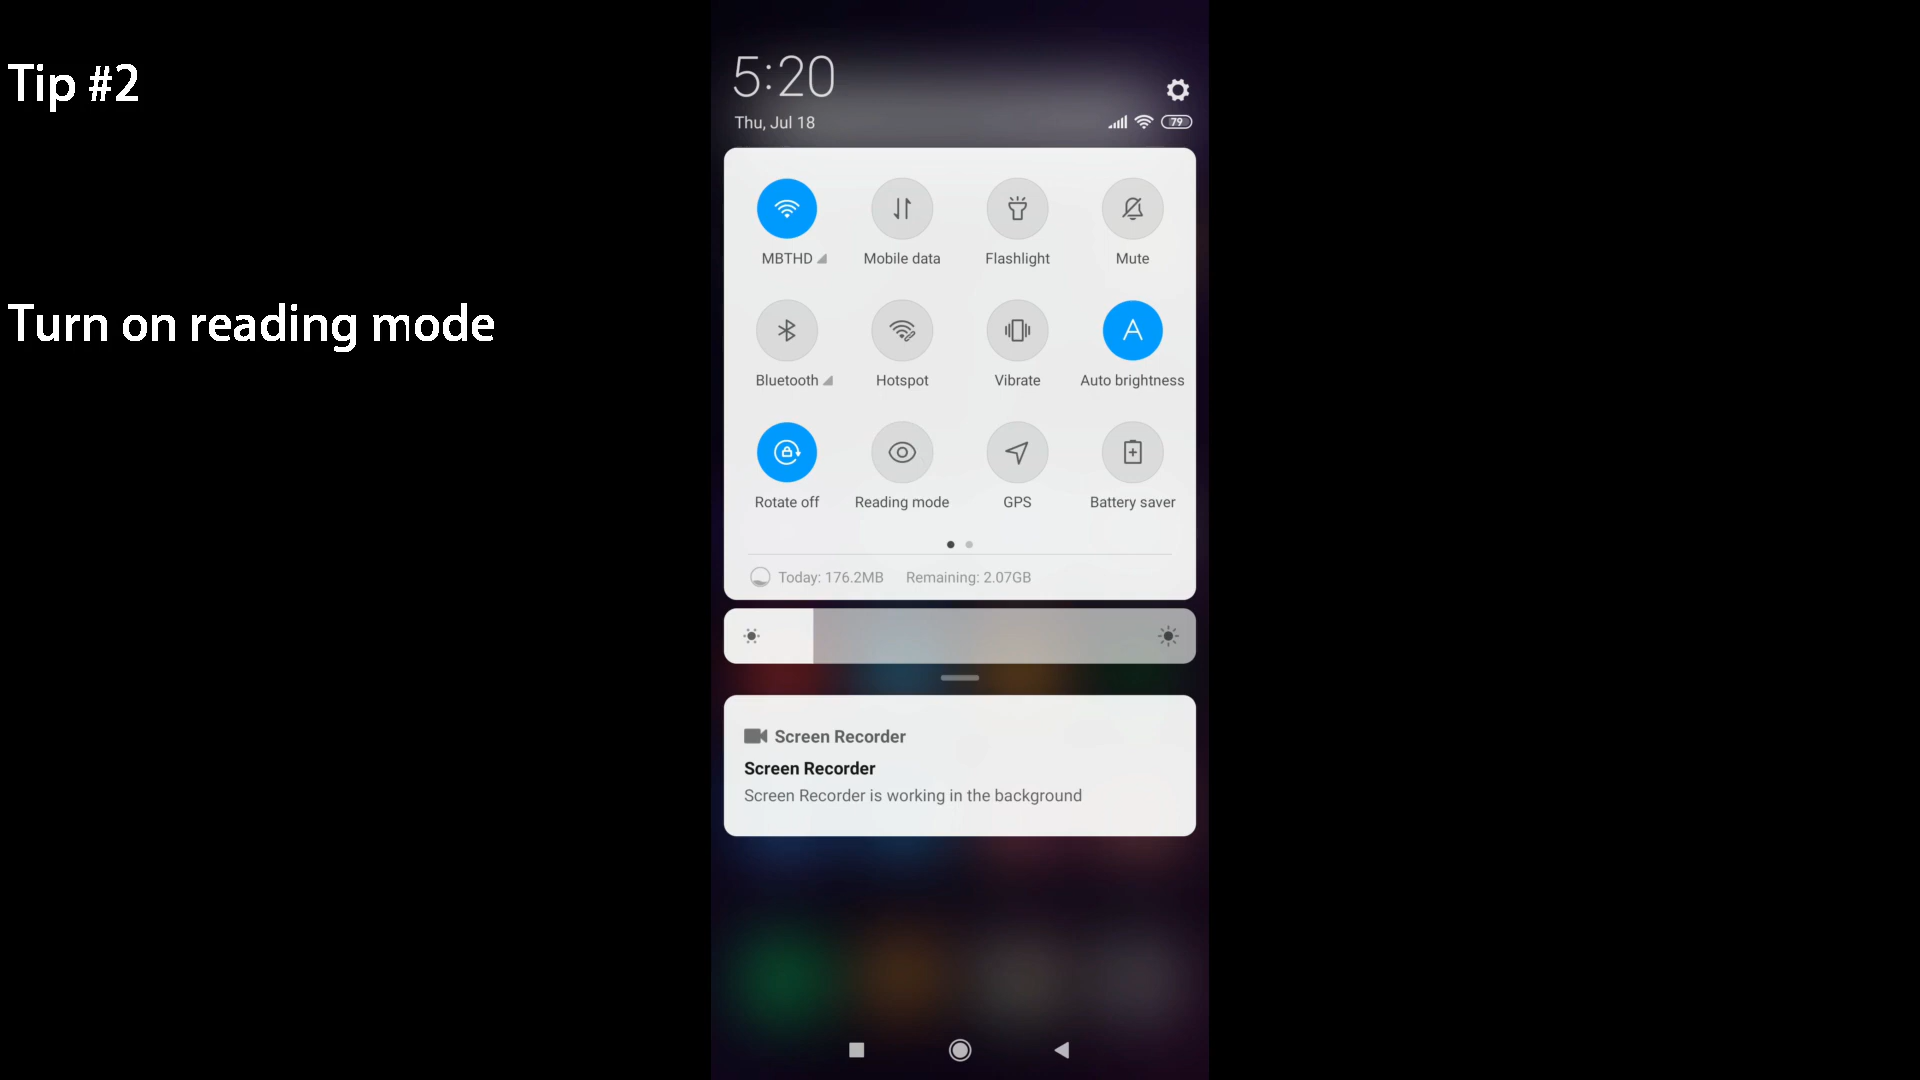 Tip #2
Turn on reading mode
5:20
Thu, Jul 18
79
MBTHD
Mobile data
Flashlight
Mute
Bluetooth
Hotspot
Vibrate
A
Auto brightness
Rotate off
Reading mode
GPS
Battery saver
Today: 176.2MB Remaining: 2.07GB
Screen Recorder
Screen Recorder
Screen Recorder is working in the background